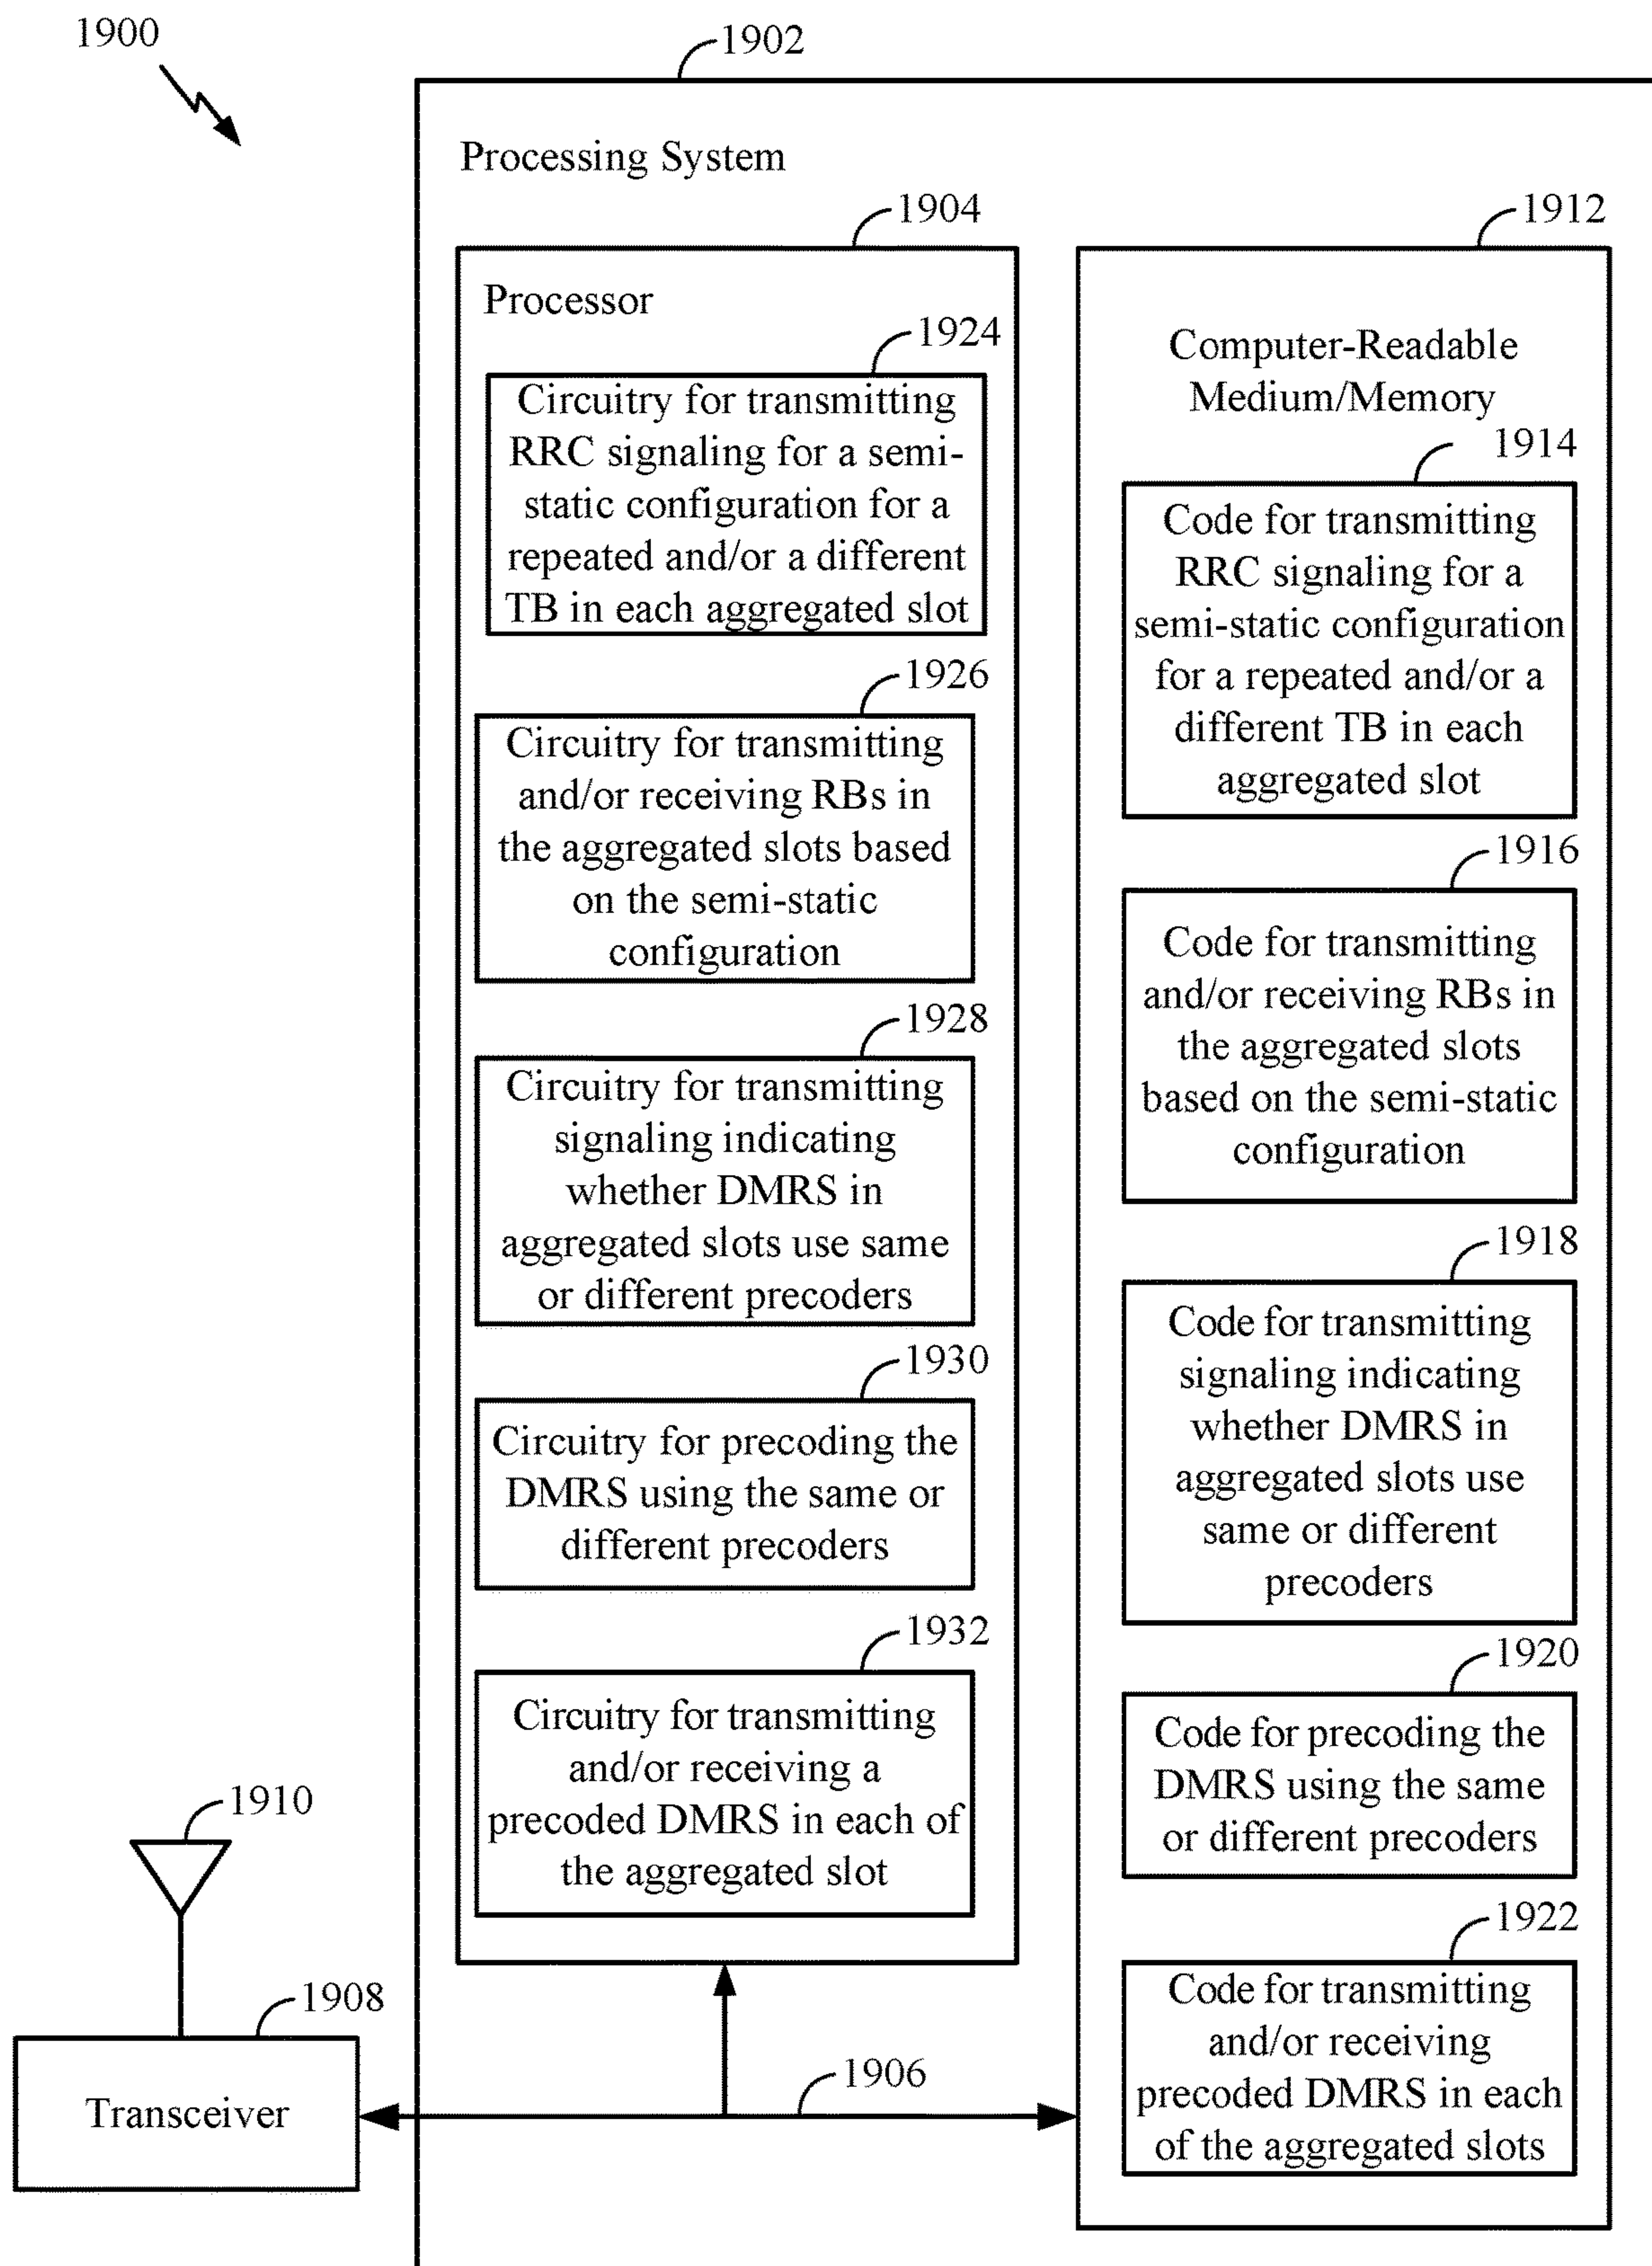 1900
1902
Processing System
1904
Processor
1924
Circuitry for transmitting
RRC signaling for a semi-
static configuration for a
repeated and/or a different
TB in each aggregated slot
1926
Circuitry for transmitting
and/or receiving RBs in
the aggregated slots based
on the semi-static
configuration
1928
Circuitry for transmitting
signaling indicating
whether DMRS in
aggregated slots use same
or different precoders
1930
Circuitry for precoding the
DMRS using the same or
different precoders
1932
Circuitry for transmitting
and/or receiving a
precoded DMRS in each of
the aggregated slot
1912
Computer-Readable
Medium/Memory
1914
Code for transmitting
RRC signaling for a
semi-static configuration
for a repeated and/or a
different TB in each
aggregated slot
1916
Code for transmitting
and/or receiving RBs in
the aggregated slots
based on the semi-static
configuration
1918
Code for transmitting
signaling indicating
whether DMRS in
aggregated slots use
same or different
precoders
1920
Code for precoding the
DMRS using the same
or different precoders
1922
Code for transmitting
and/or receiving
precoded DMRS in each
of the aggregated slots
1910
1908
Transceiver
1906